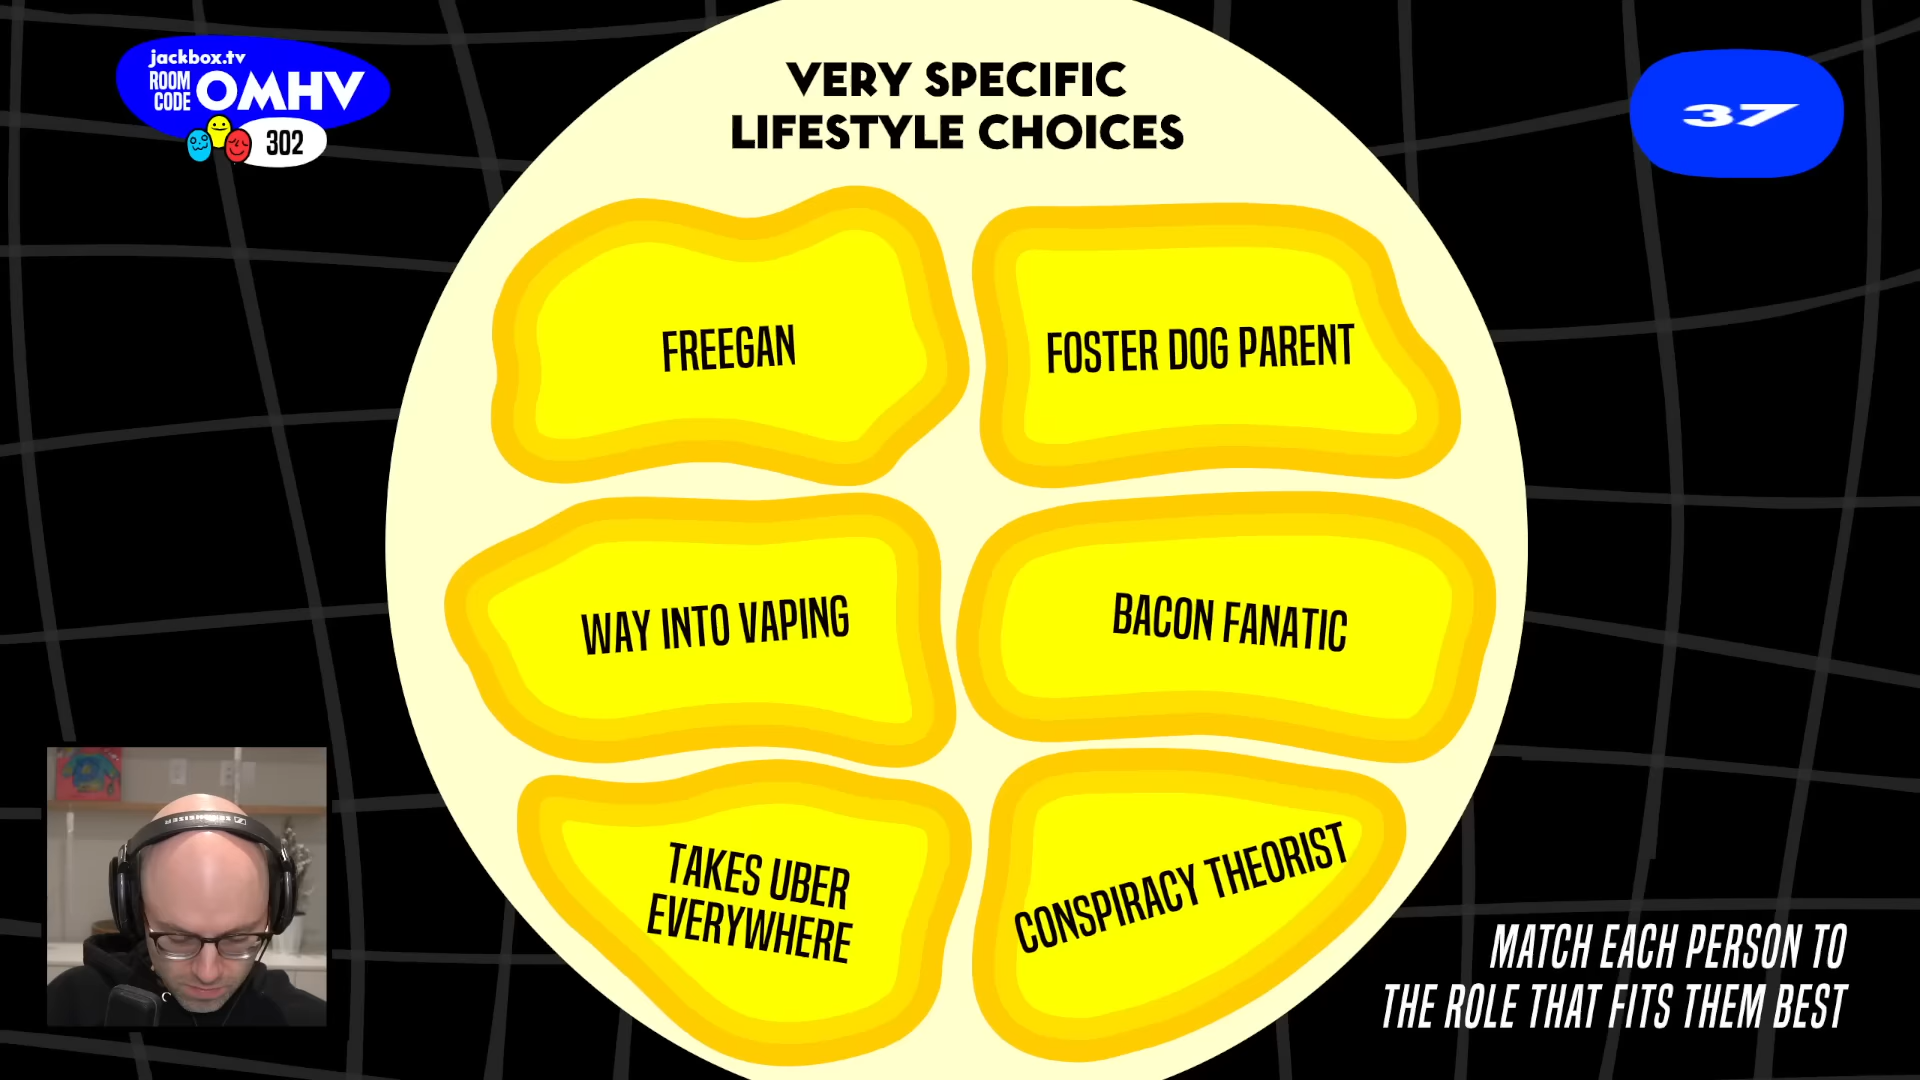 jackbox.tv
ROOM
CODE
OMHV
302
VERY SPECIFIC
LIFESTYLE CHOICES
37
FREEGAN
FOSTER DOG PARENT
WAY INTO VAPING
BACON FANATIC
TAKES UBER
EVERYWHERE
CONSPIRACY THEORIST
MATCH EACH PERSON TO
THE ROLE THAT FITS THEM BEST